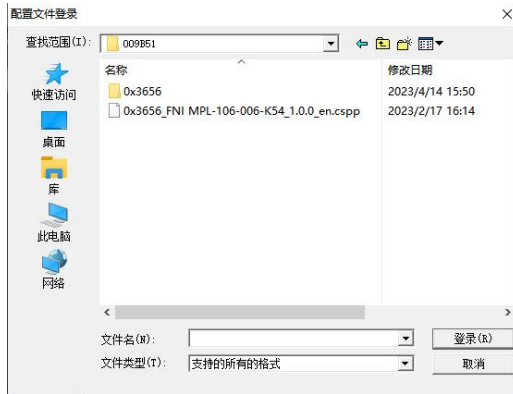 配置文件登录
查找范围(I):
009B51
名称
修改日期
0x3656
2023/4/14 15:50
0x3656_FNI MPL-106-006-K54_1.0.0_en.cspp
2023/2/17 16:14
快速访问
桌面
库
此电脑
网络
文件名(N):
登录(R)
文件类型(T):
支持的所有的格式
取消